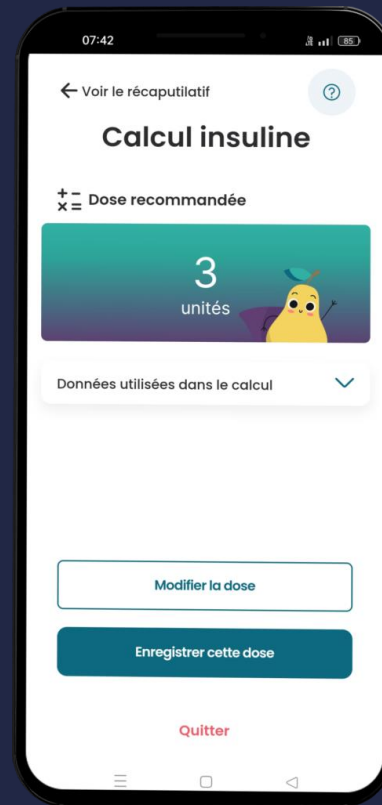 07:42
85
Voir le récaputilatif
Calcul insuline
Dose recommandée
3
unités
Données utilisées dans le calcul
Modifier la dose
Enregistrer cette dose
Quitter